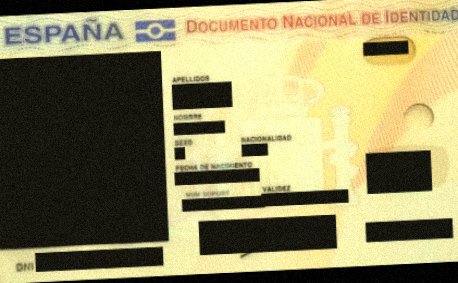 ESPAÑA DOCUMENTO NACIONAL DE IDENTIDAD
APELLIDOS
NOMBRE
SEXO NACIONALIDAD
FECHA DE NACIMIENTO
NUM SOPORT VALIDEZ
DNI